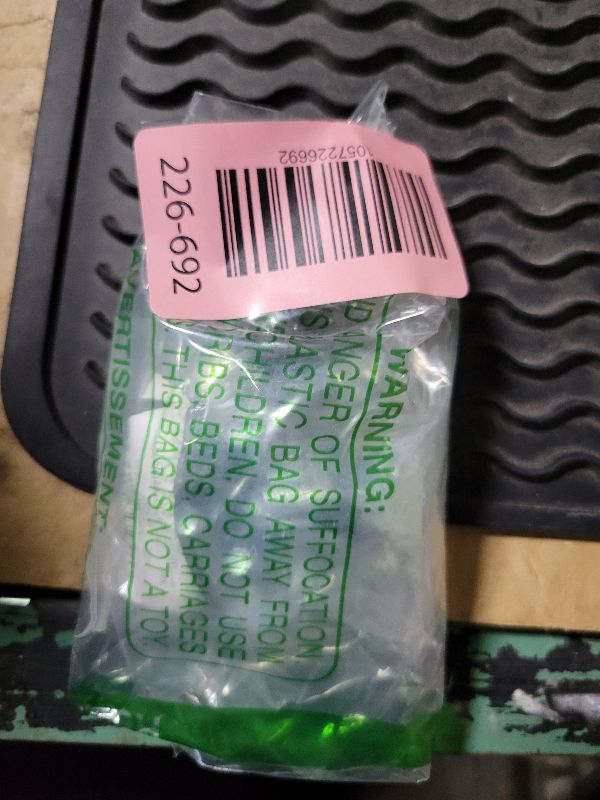 1057226692
226-692
WARNING:
DANGER OF SUFFOCATION
PLASTIC BAG AWAY FROM
CHILDREN, DO NOT USE
CRIBS, BEDS, CARRIAGES
THIS BAG IS NOT A TOY.
AVERTISSEMENT: